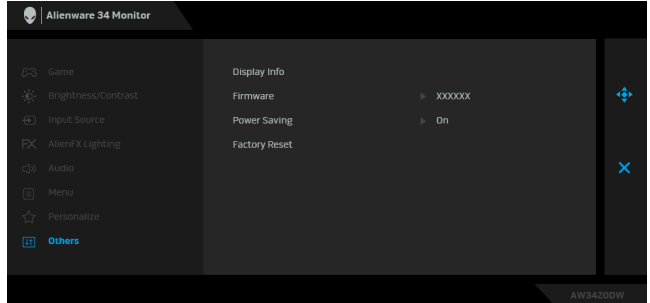 Alienware 34 Monitor
Game
Display Info
Brightness/Contrast
Firmware XXXXXX
Input Source
Power Saving On
AlienFX Lighting
Factory Reset
Audio
Menu
Personalize
Others
AW3420DW